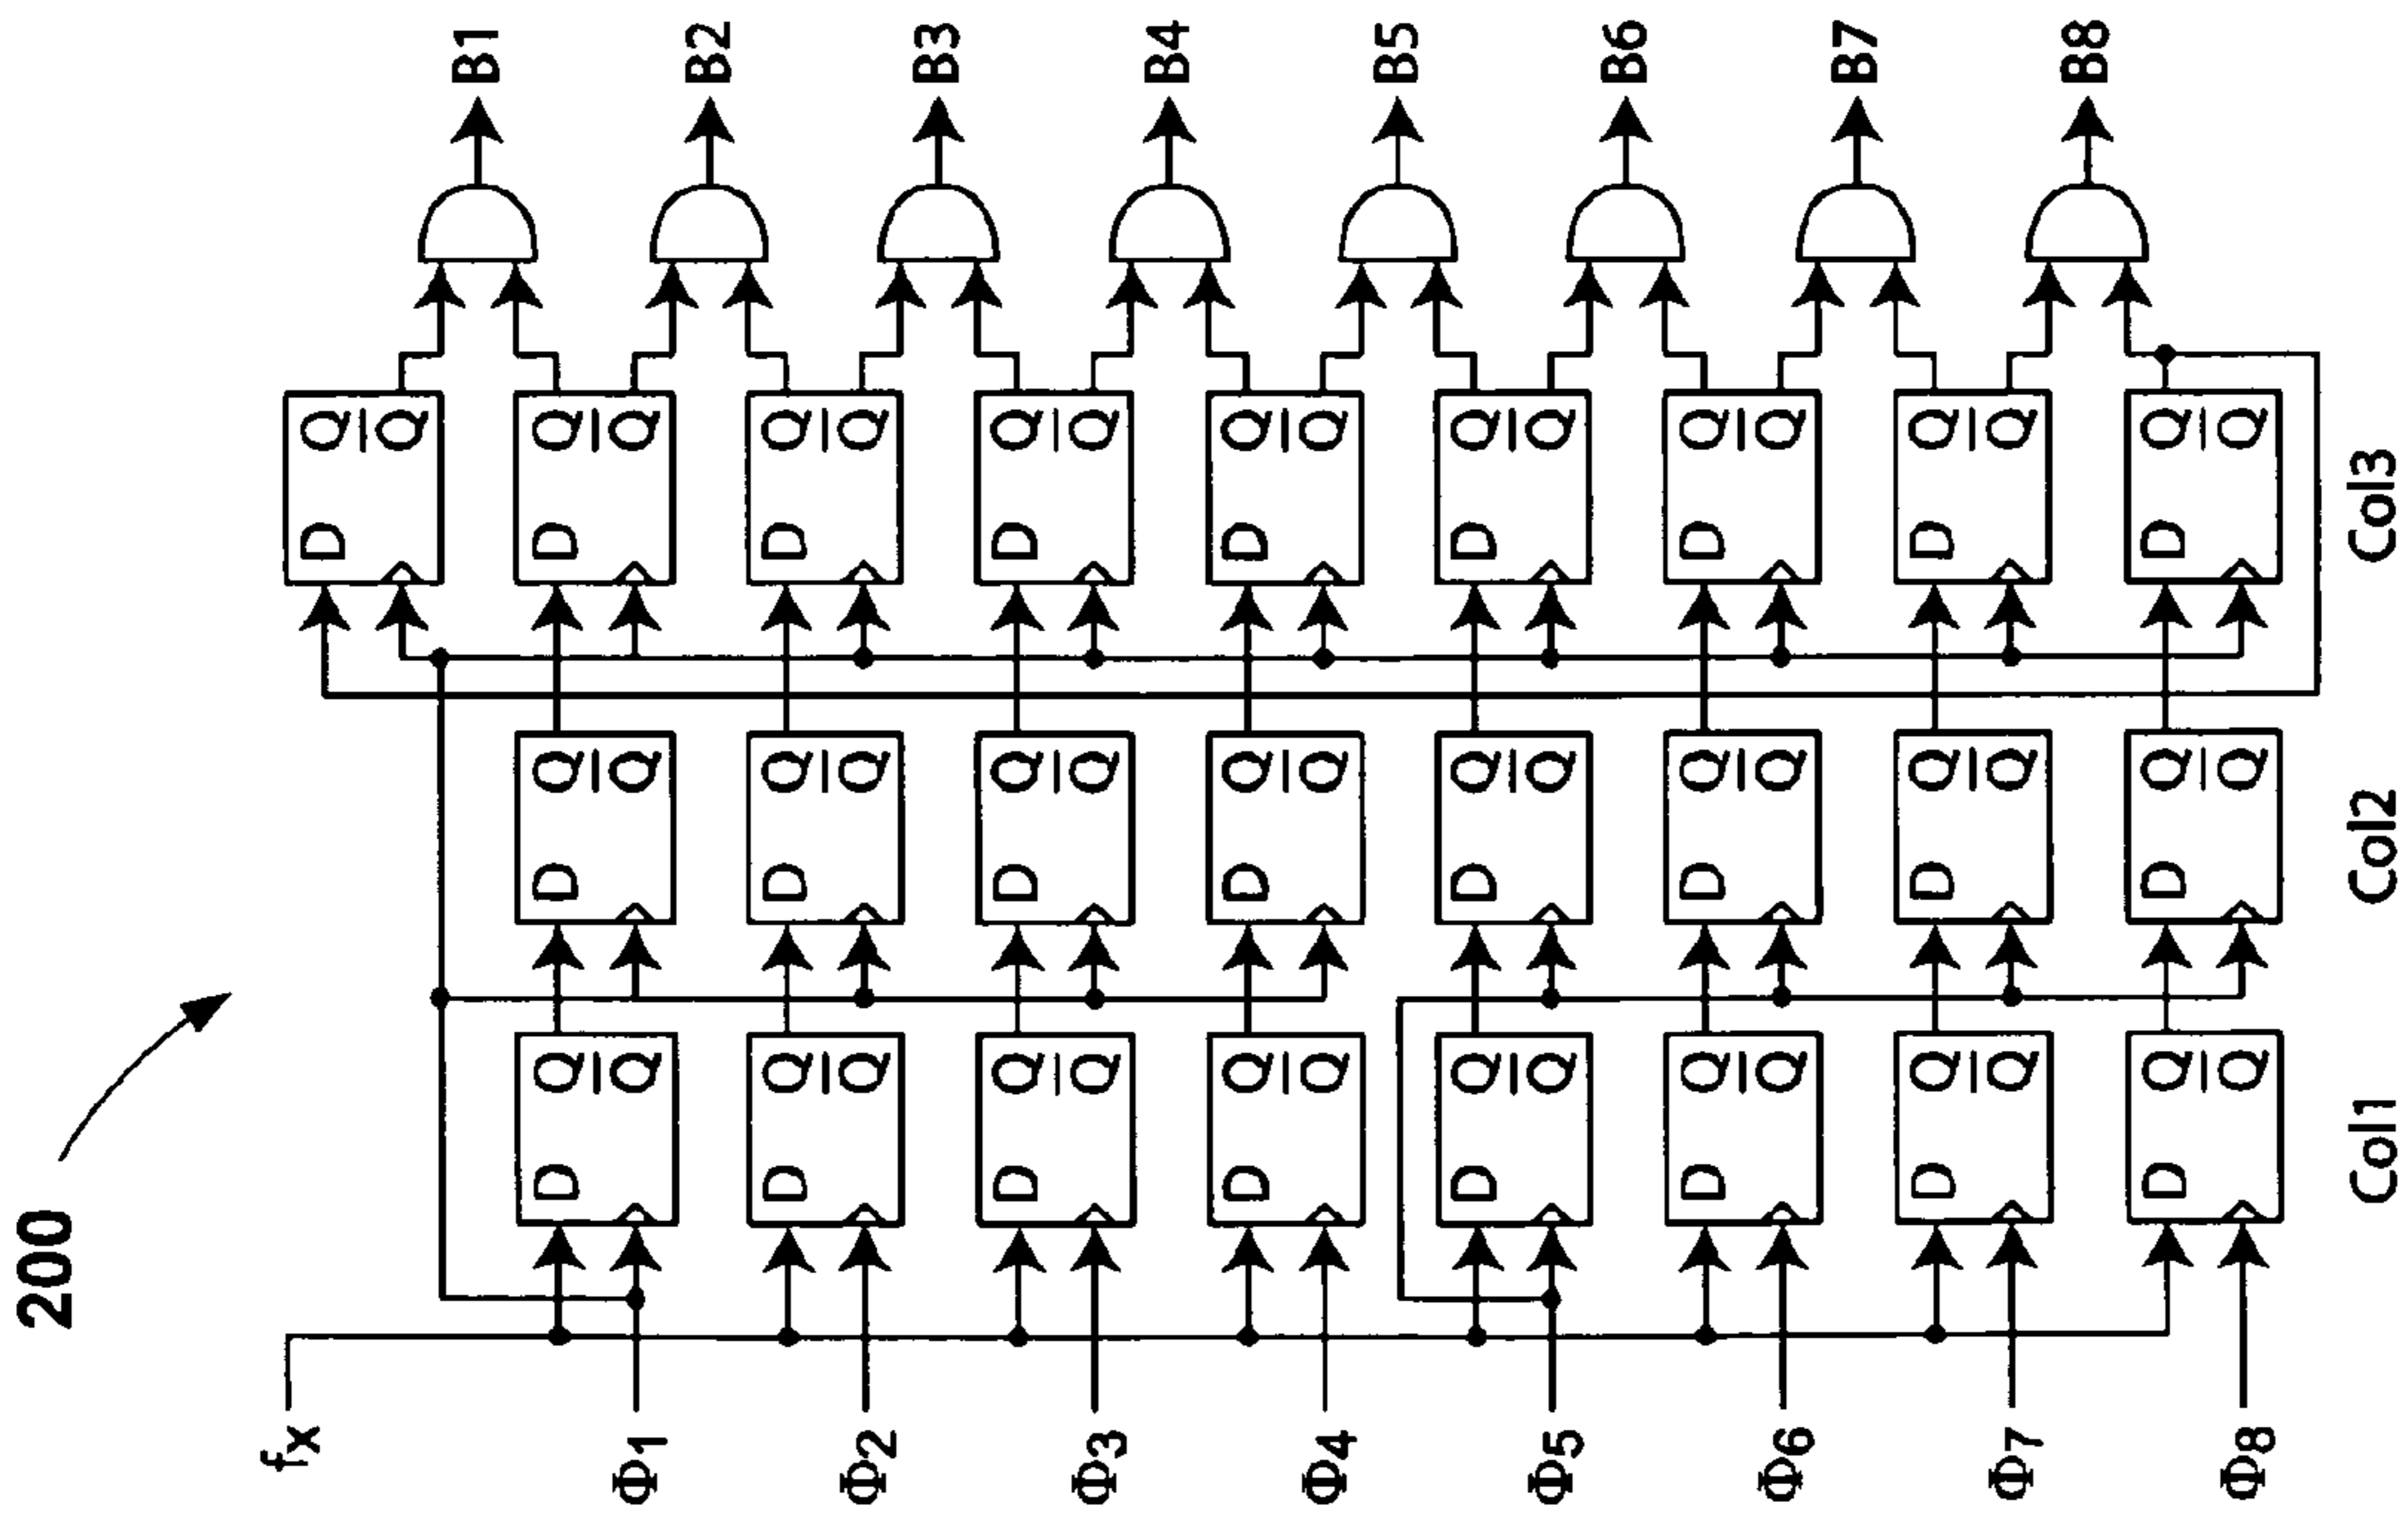 200
fx
D Q
Q̅
B1
D Q D Q D Q
Φ1 Q̅ Q̅ Q̅
B2
D Q D Q D Q
Φ2 Q̅ Q̅ Q̅
B3
D Q D Q D Q
Φ3 Q̅ Q̅ Q̅
B4
D Q D Q D Q
Φ4 Q̅ Q̅ Q̅
B5
D Q D Q D Q
Φ5 Q̅ Q̅ Q̅
B6
D Q D Q D Q
Φ6 Q̅ Q̅ Q̅
B7
D Q D Q D Q
Φ7 Q̅ Q̅ Q̅
B8
D Q D Q D Q
Φ8 Q̅ Q̅ Q̅
Col1 Col2 Col3